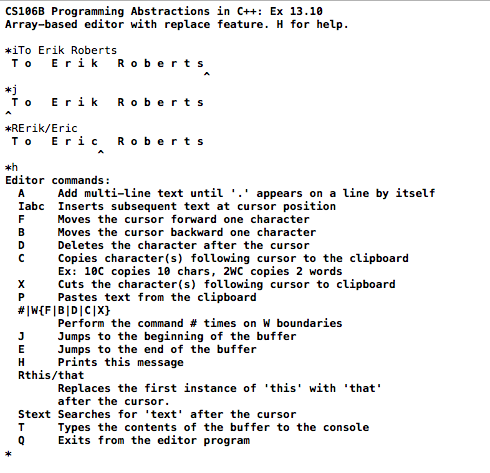 CS106B Programming Abstractions in C++: Ex 13.10
Array-based editor with replace feature. H for help.
*iTo Erik Roberts
T o   E r i k   R o b e r t s
^
*j
T o   E r i k   R o b e r t s
^
*RErik/Eric
T o   E r i c   R o b e r t s
^
*h
Editor commands:
A     Add multi-line text until '.' appears on a line by itself
Iabc  Inserts subsequent text at cursor position
F     Moves the cursor forward one character
B     Moves the cursor backward one character
D     Deletes the character after the cursor
C     Copies character(s) following cursor to the clipboard
Ex: 10C copies 10 chars, 2WC copies 2 words
X     Cuts the character(s) following cursor to clipboard
P     Pastes text from the clipboard
#|W{F|B|D|C|X}
Perform the command # times on W boundaries
J     Jumps to the beginning of the buffer
E     Jumps to the end of the buffer
H     Prints this message
Rthis/that
Replaces the first instance of 'this' with 'that'
after the cursor.
Stext Searches for 'text' after the cursor
T     Types the contents of the buffer to the console
Q     Exits from the editor program
*